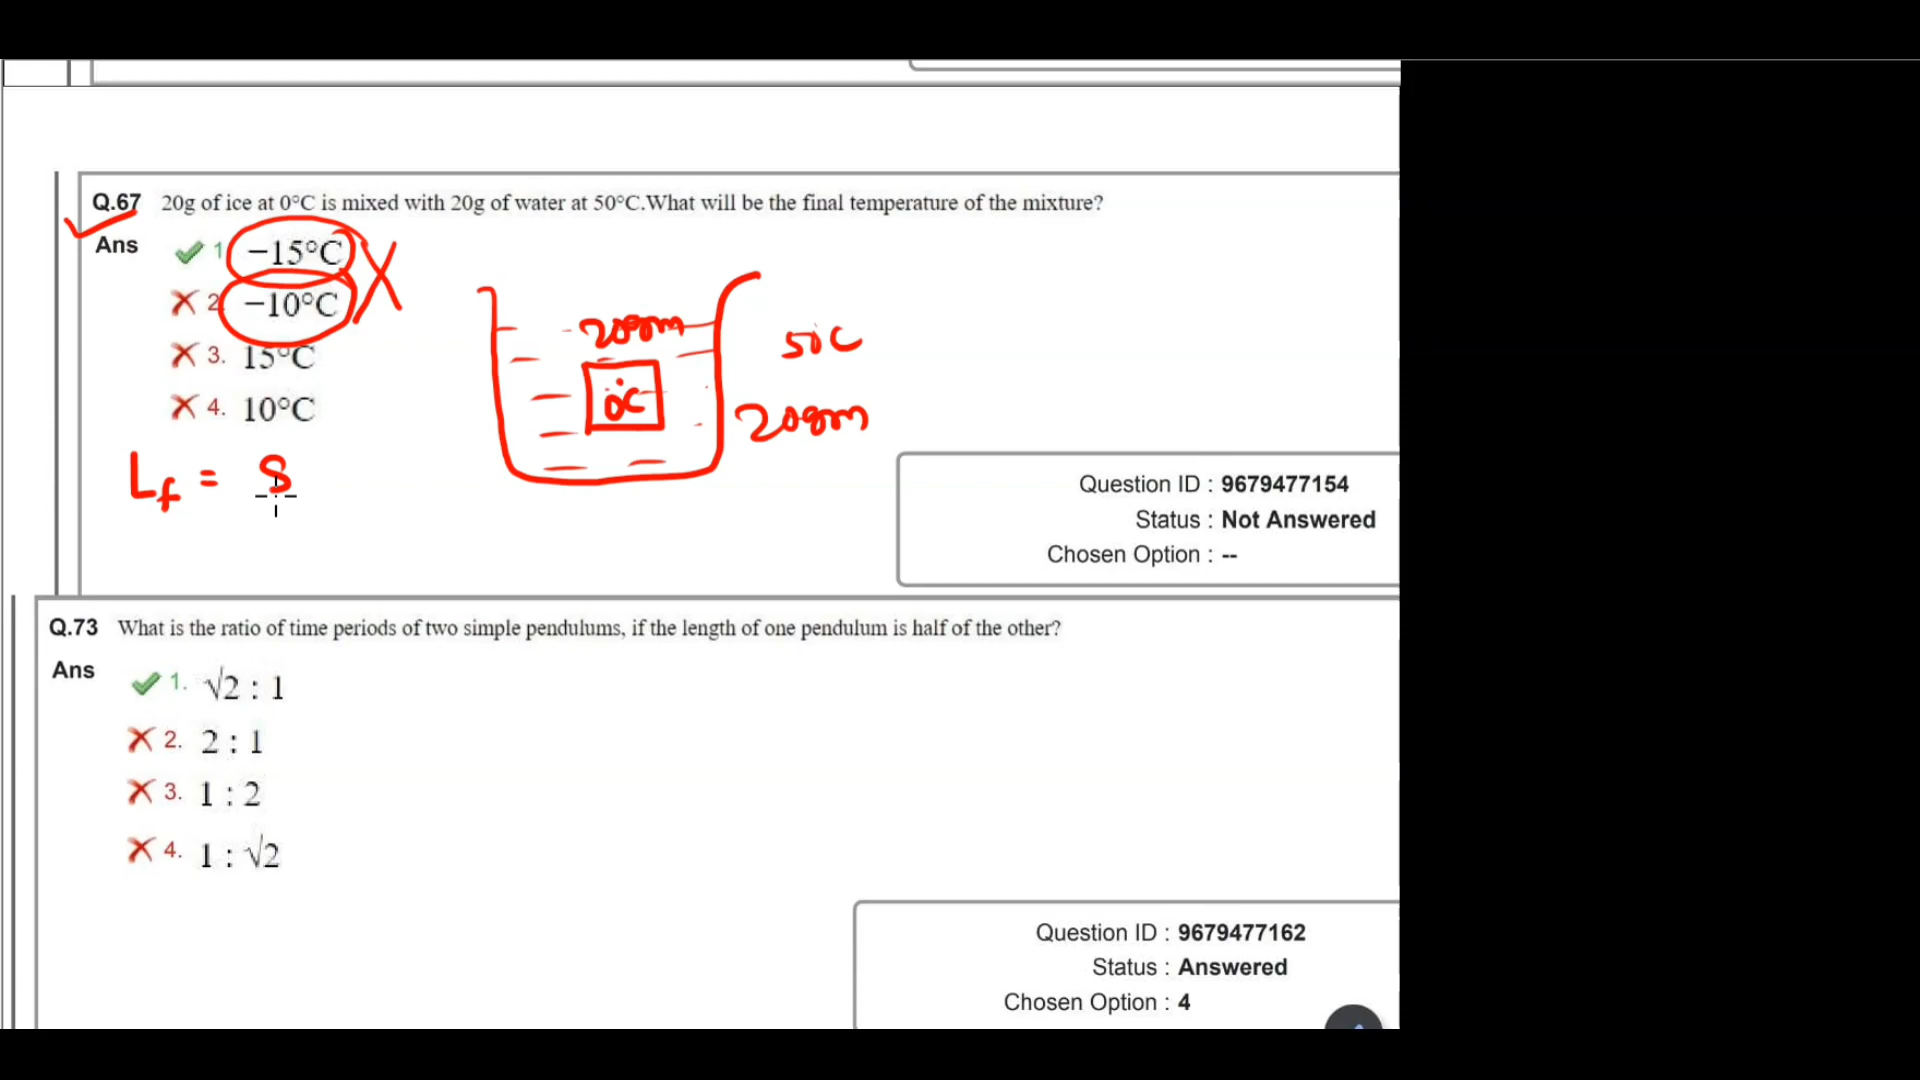 Q.67 20g of ice at 0°C is mixed with 20g of water at 50°C.What will be the final temperature of the mixture?
Ans 1 −15°C
2 −10°C
3. 15°C
4. 10°C
20gm
0°C
50°C
20gm
Lf = 8
Question ID : 9679477154
Status : Not Answered
Chosen Option : --
Q.73 What is the ratio of time periods of two simple pendulums, if the length of one pendulum is half of the other?
Ans 1. √2 : 1
2. 2 : 1
3. 1 : 2
4. 1 : √2
Question ID : 9679477162
Status : Answered
Chosen Option : 4